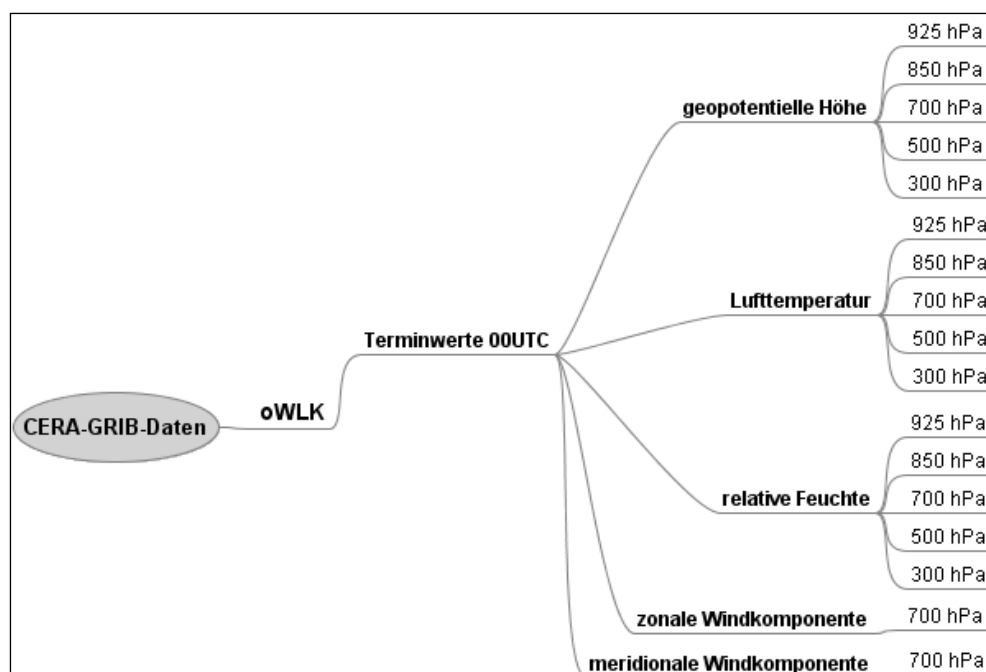 CERA-GRIB-Daten
oWLK
Terminwerte 00UTC
geopotentielle Höhe
925 hPa
850 hPa
700 hPa
500 hPa
300 hPa
Lufttemperatur
925 hPa
850 hPa
700 hPa
500 hPa
300 hPa
relative Feuchte
925 hPa
850 hPa
700 hPa
500 hPa
300 hPa
zonale Windkomponente
700 hPa
meridionale Windkomponente
700 hPa